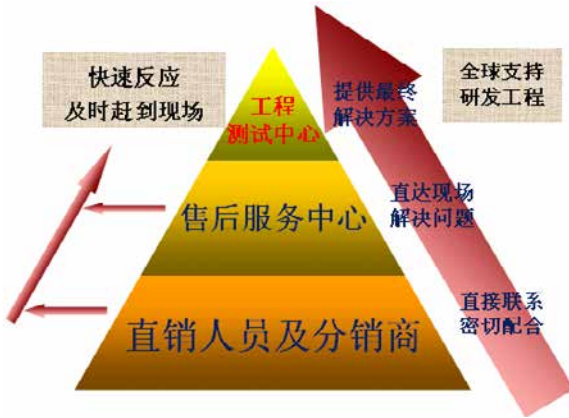 快速反应
及时赶到现场
工程
测试中心
提供最终
解决方案
全球支持
研发工程
售后服务中心
直达现场
解决问题
直销人员及分销商
直接联系
密切配合